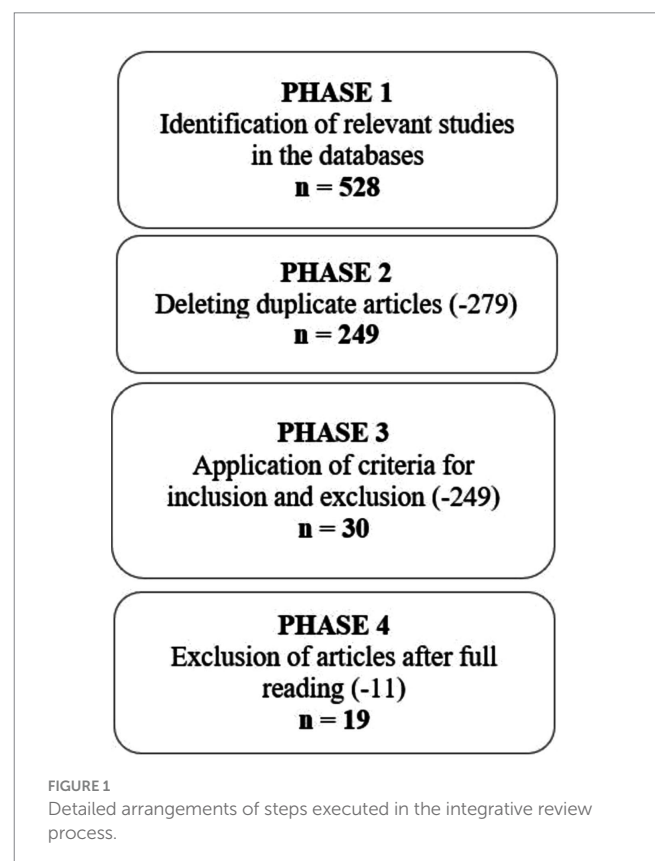 PHASE 1
Identification of relevant studies
in the databases
n = 528
PHASE 2
Deleting duplicate articles (-279)
n = 249
PHASE 3
Application of criteria for
inclusion and exclusion (-249)
n = 30
PHASE 4
Exclusion of articles after full
reading (-11)
n = 19
FIGURE 1
Detailed arrangements of steps executed in the integrative review
process.